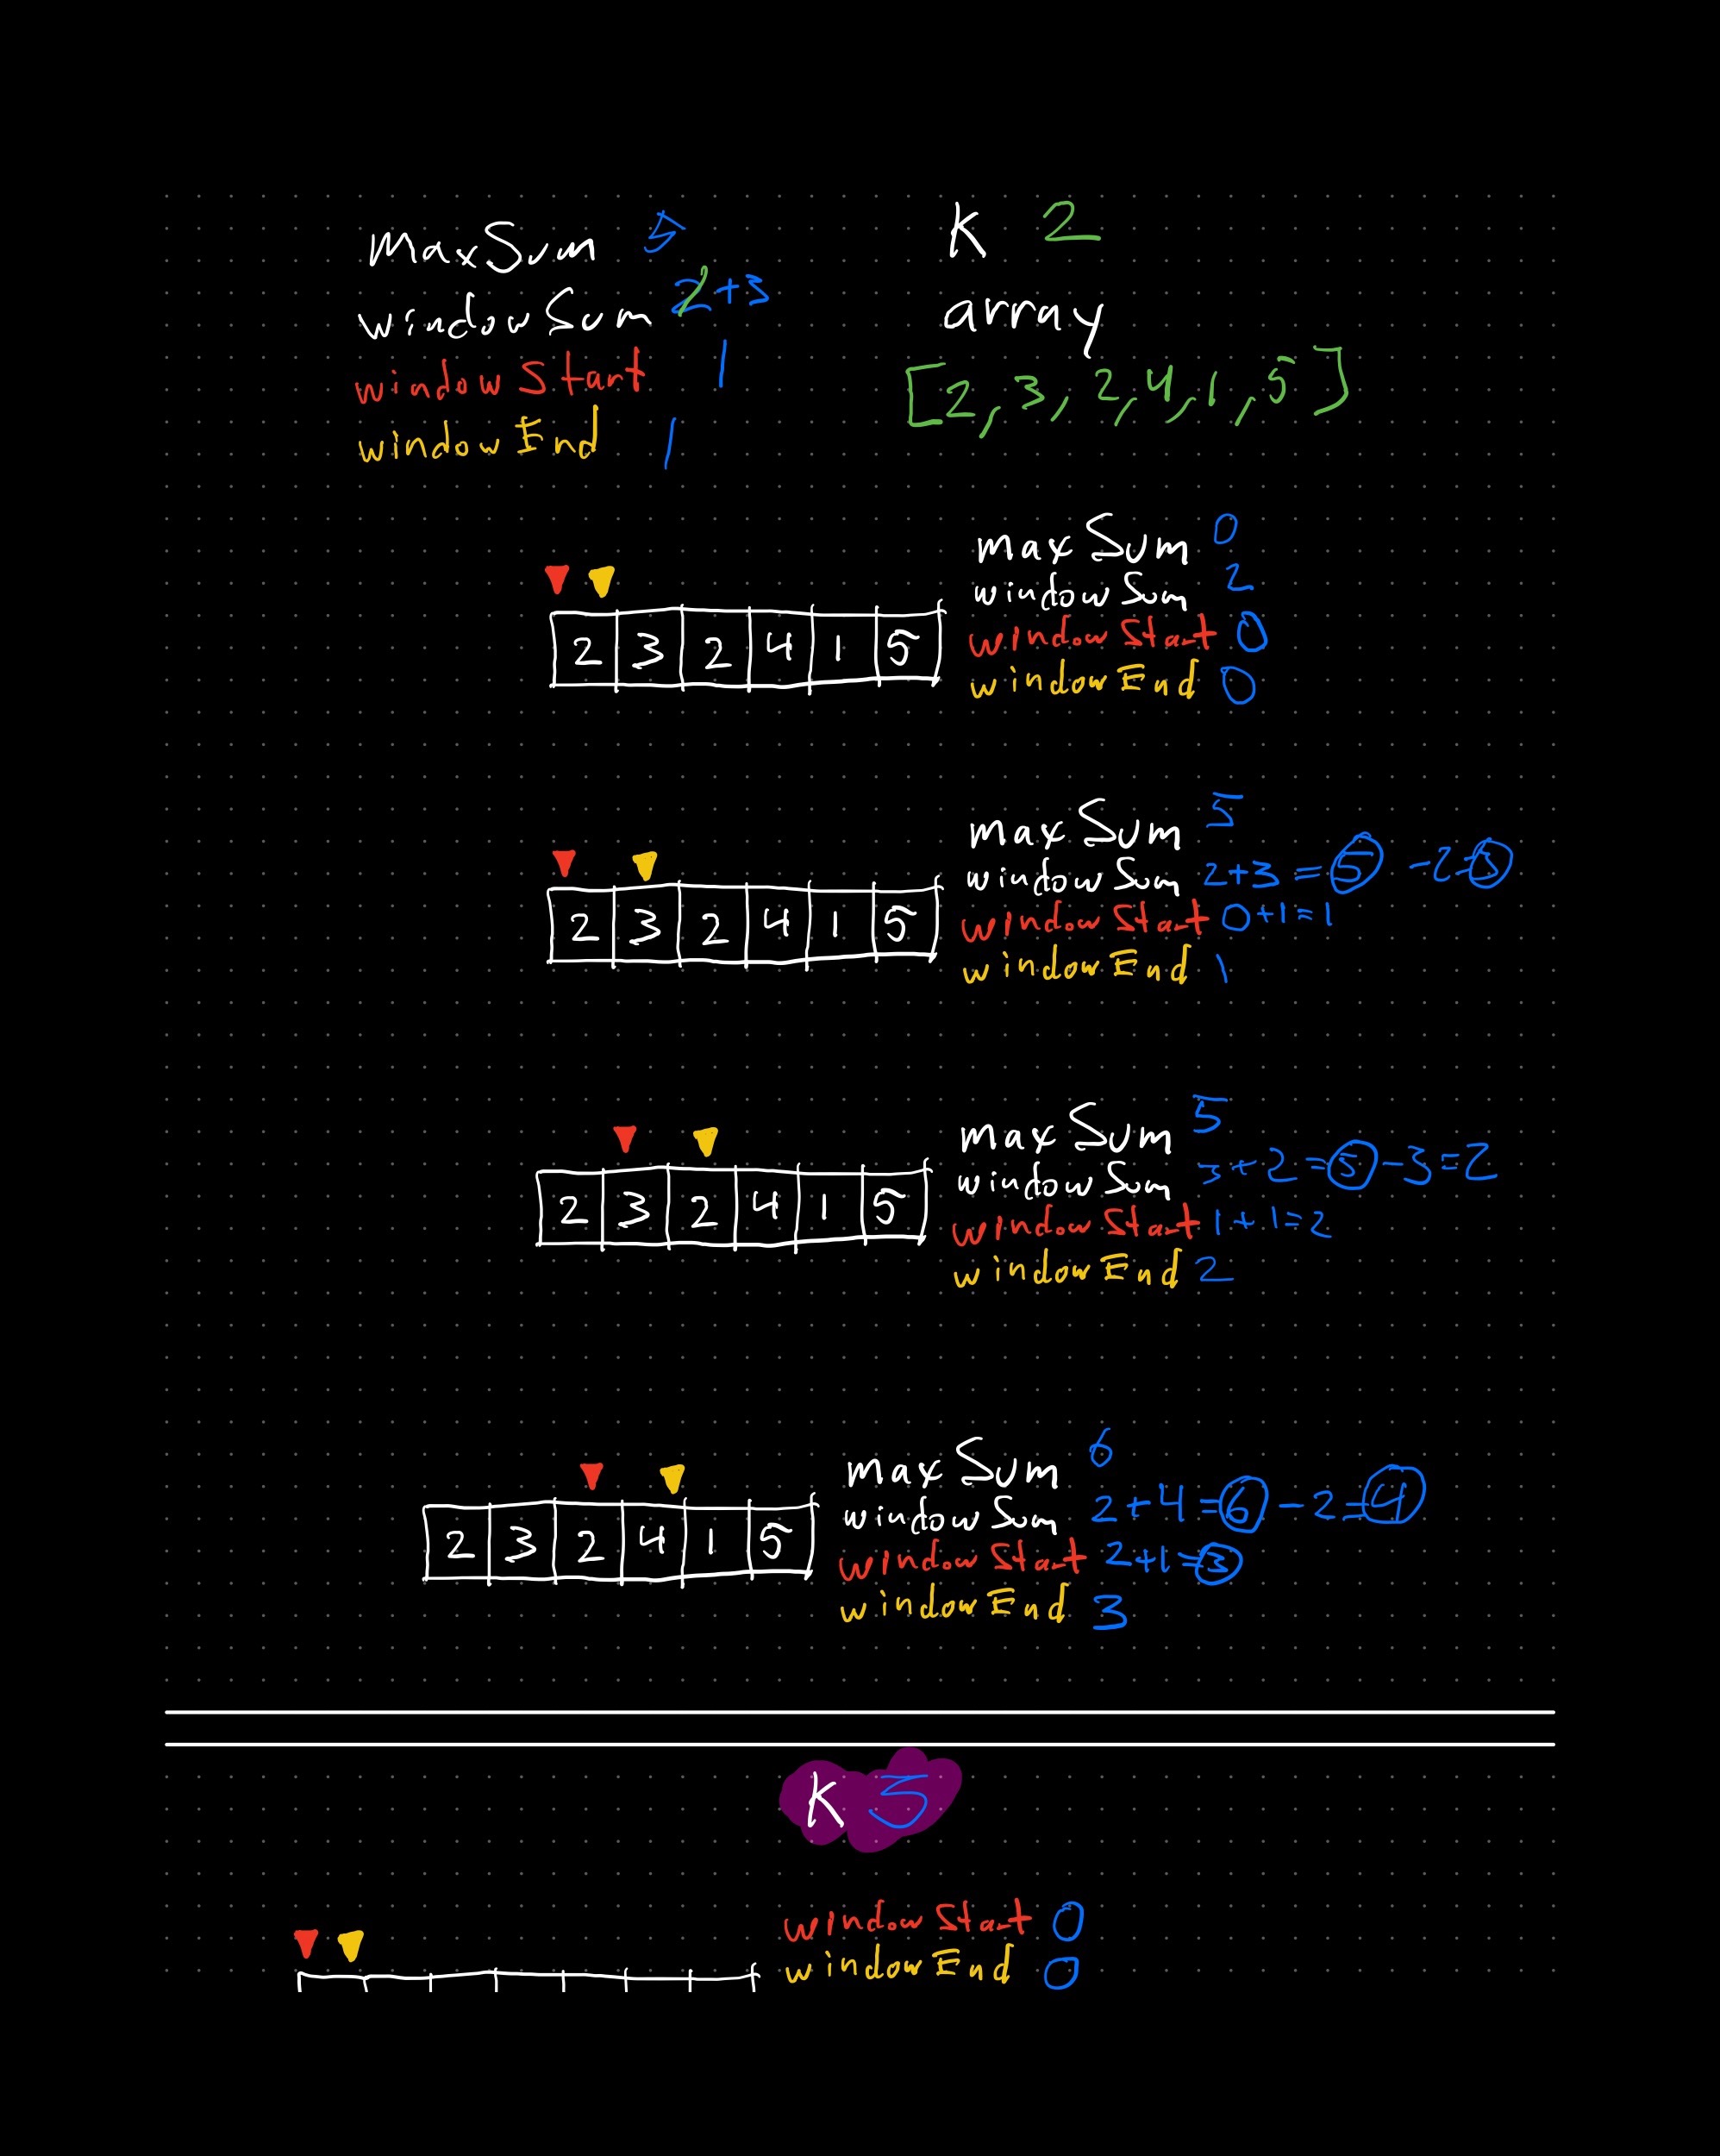 maxSum 5
windowSum 2+3
windowStart 1
windowEnd 1
K 2
array
[2, 3, 2, 4, 1, 5]
maxSum 0
windowSum 2
windowStart 0
windowEnd 0
2 3 2 4 1 5
maxSum 5
windowSum 2+3=5-2=3
windowStart 0+1=1
windowEnd 1
2 3 2 4 1 5
maxSum 5
windowSum 3+2=5-3=2
windowStart 1+1=2
windowEnd 2
2 3 2 4 1 5
maxSum 6
windowSum 2+4=6-2=4
windowStart 2+1=3
windowEnd 3
2 3 2 4 1 5
K
windowStart 0
windowEnd 0